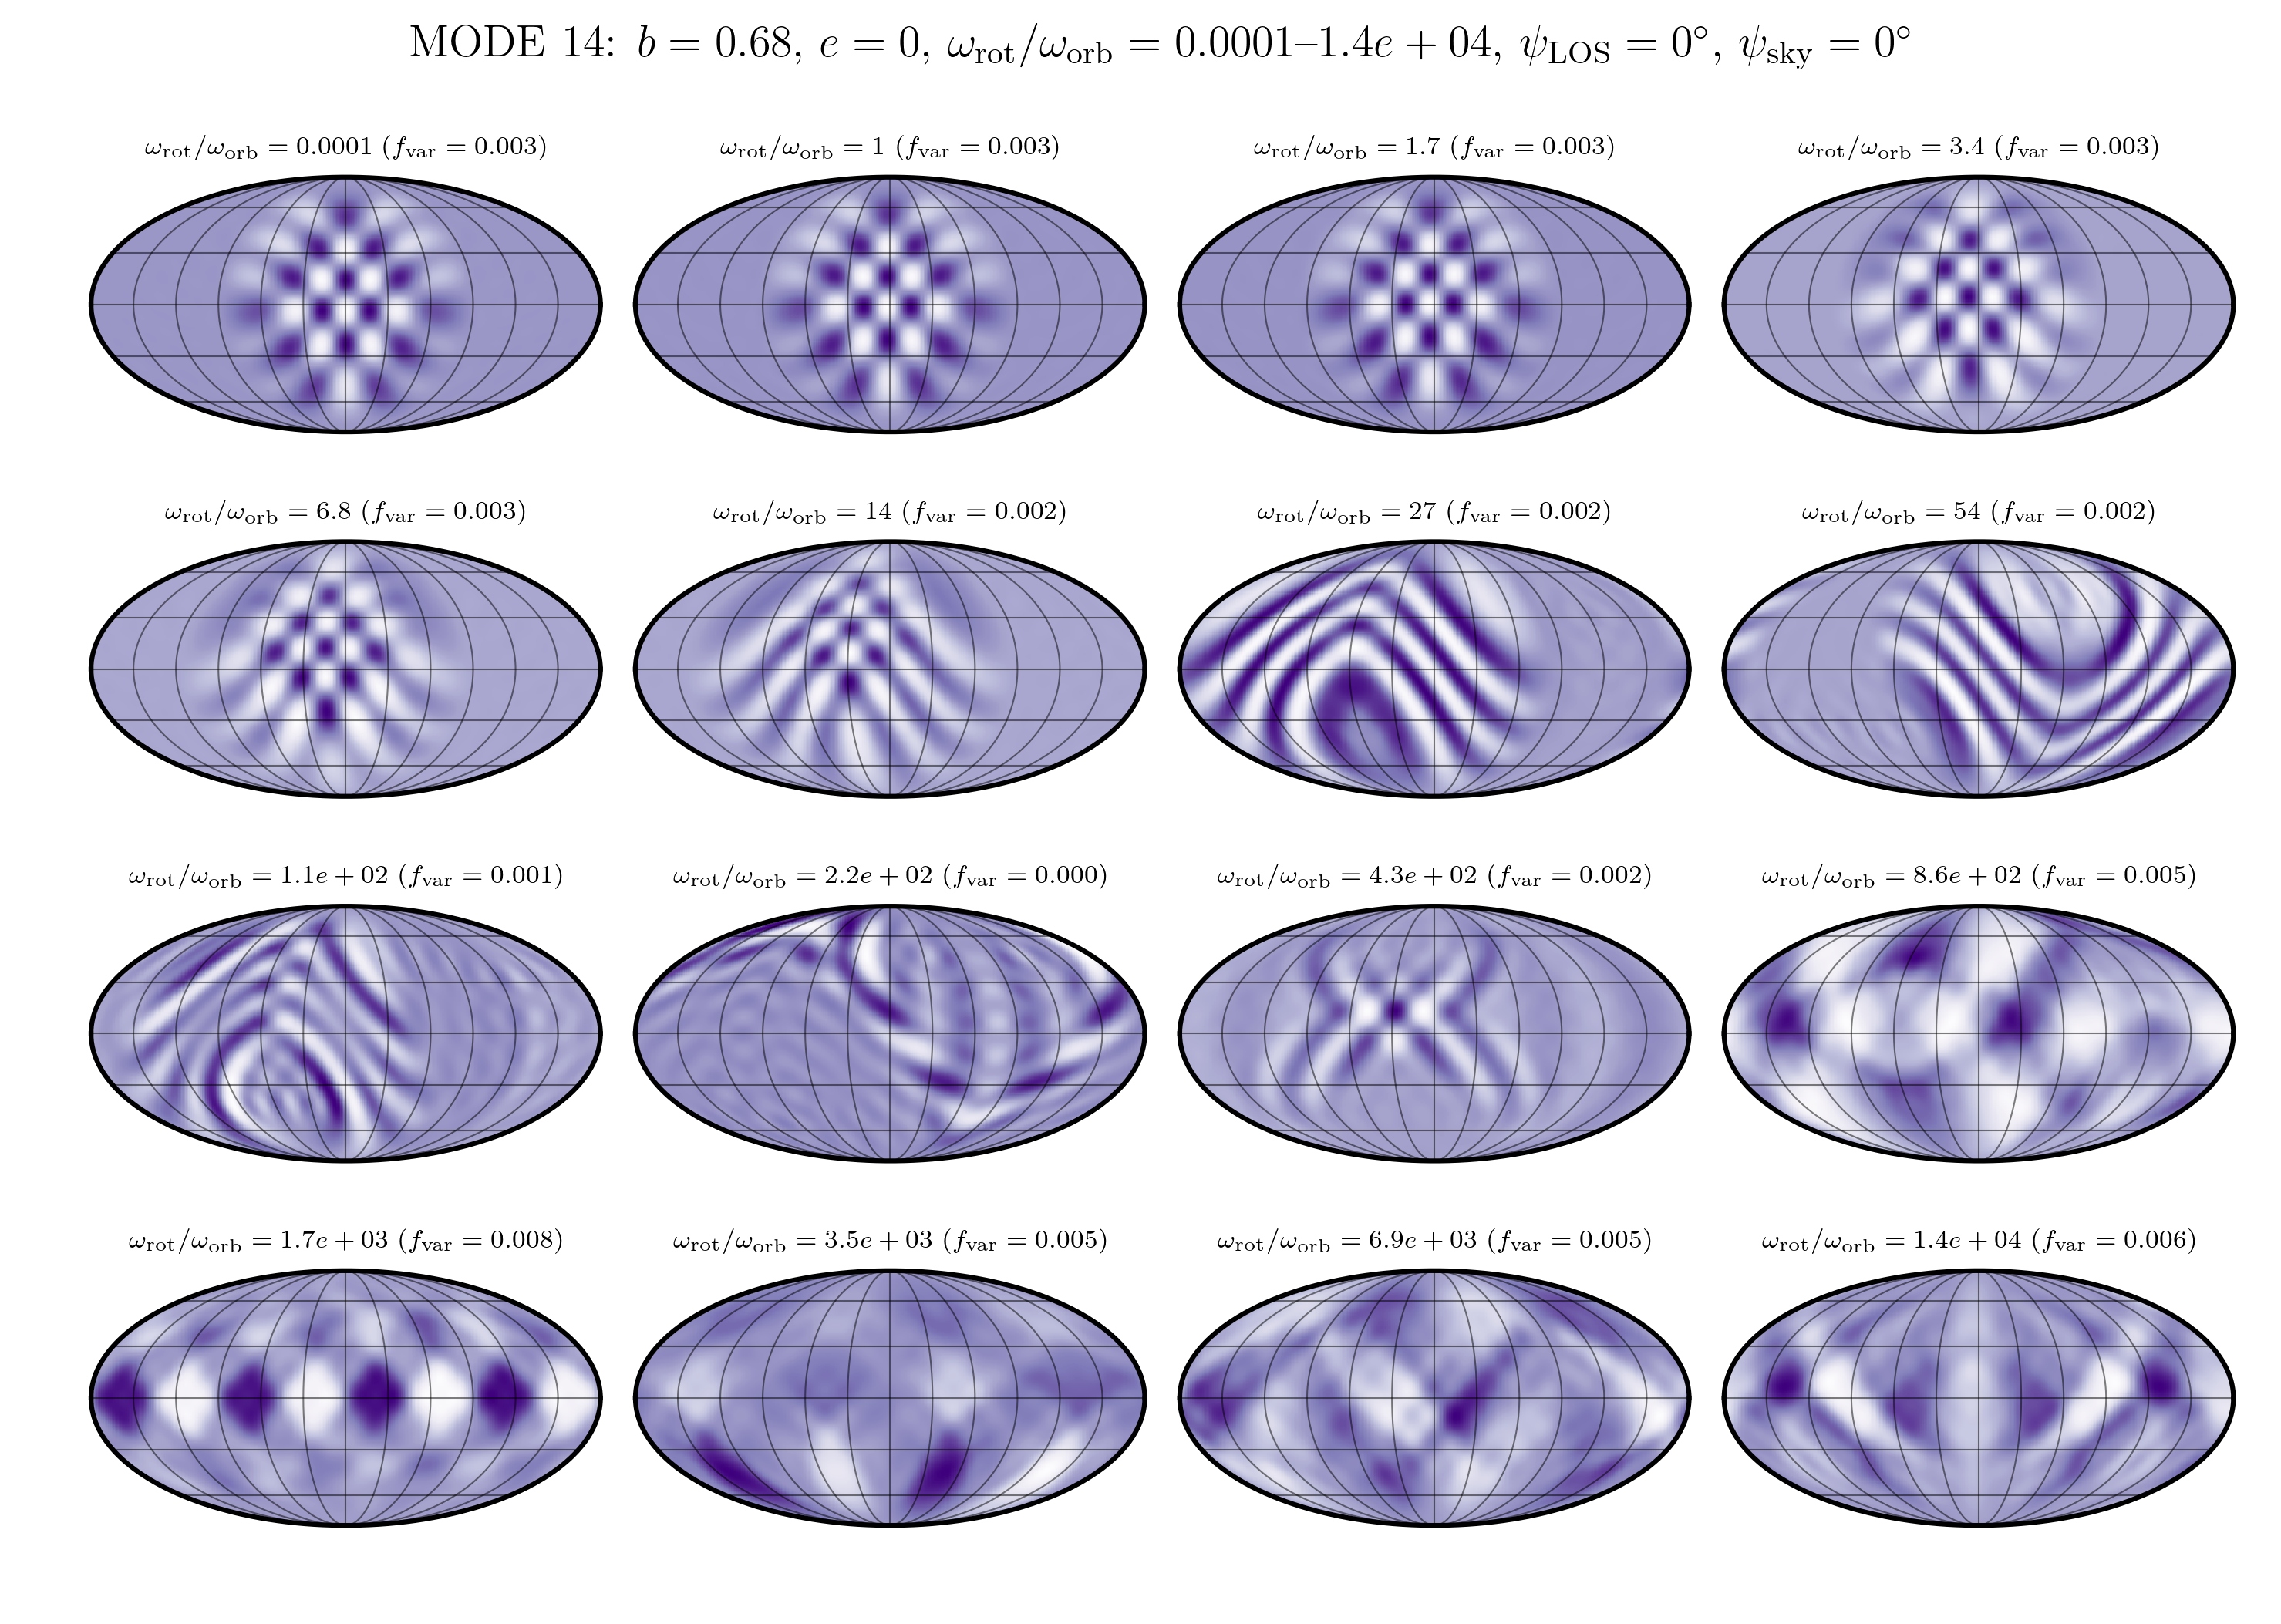 MODE 14: b = 0.68, e = 0, ω_rot/ω_orb = 0.0001–1.4e + 04, ψ_LOS = 0°, ψ_sky = 0°
ω_rot/ω_orb = 0.0001 (f_var = 0.003)
ω_rot/ω_orb = 1 (f_var = 0.003)
ω_rot/ω_orb = 1.7 (f_var = 0.003)
ω_rot/ω_orb = 3.4 (f_var = 0.003)
ω_rot/ω_orb = 6.8 (f_var = 0.003)
ω_rot/ω_orb = 14 (f_var = 0.002)
ω_rot/ω_orb = 27 (f_var = 0.002)
ω_rot/ω_orb = 54 (f_var = 0.002)
ω_rot/ω_orb = 1.1e + 02 (f_var = 0.001)
ω_rot/ω_orb = 2.2e + 02 (f_var = 0.000)
ω_rot/ω_orb = 4.3e + 02 (f_var = 0.002)
ω_rot/ω_orb = 8.6e + 02 (f_var = 0.005)
ω_rot/ω_orb = 1.7e + 03 (f_var = 0.008)
ω_rot/ω_orb = 3.5e + 03 (f_var = 0.005)
ω_rot/ω_orb = 6.9e + 03 (f_var = 0.005)
ω_rot/ω_orb = 1.4e + 04 (f_var = 0.006)